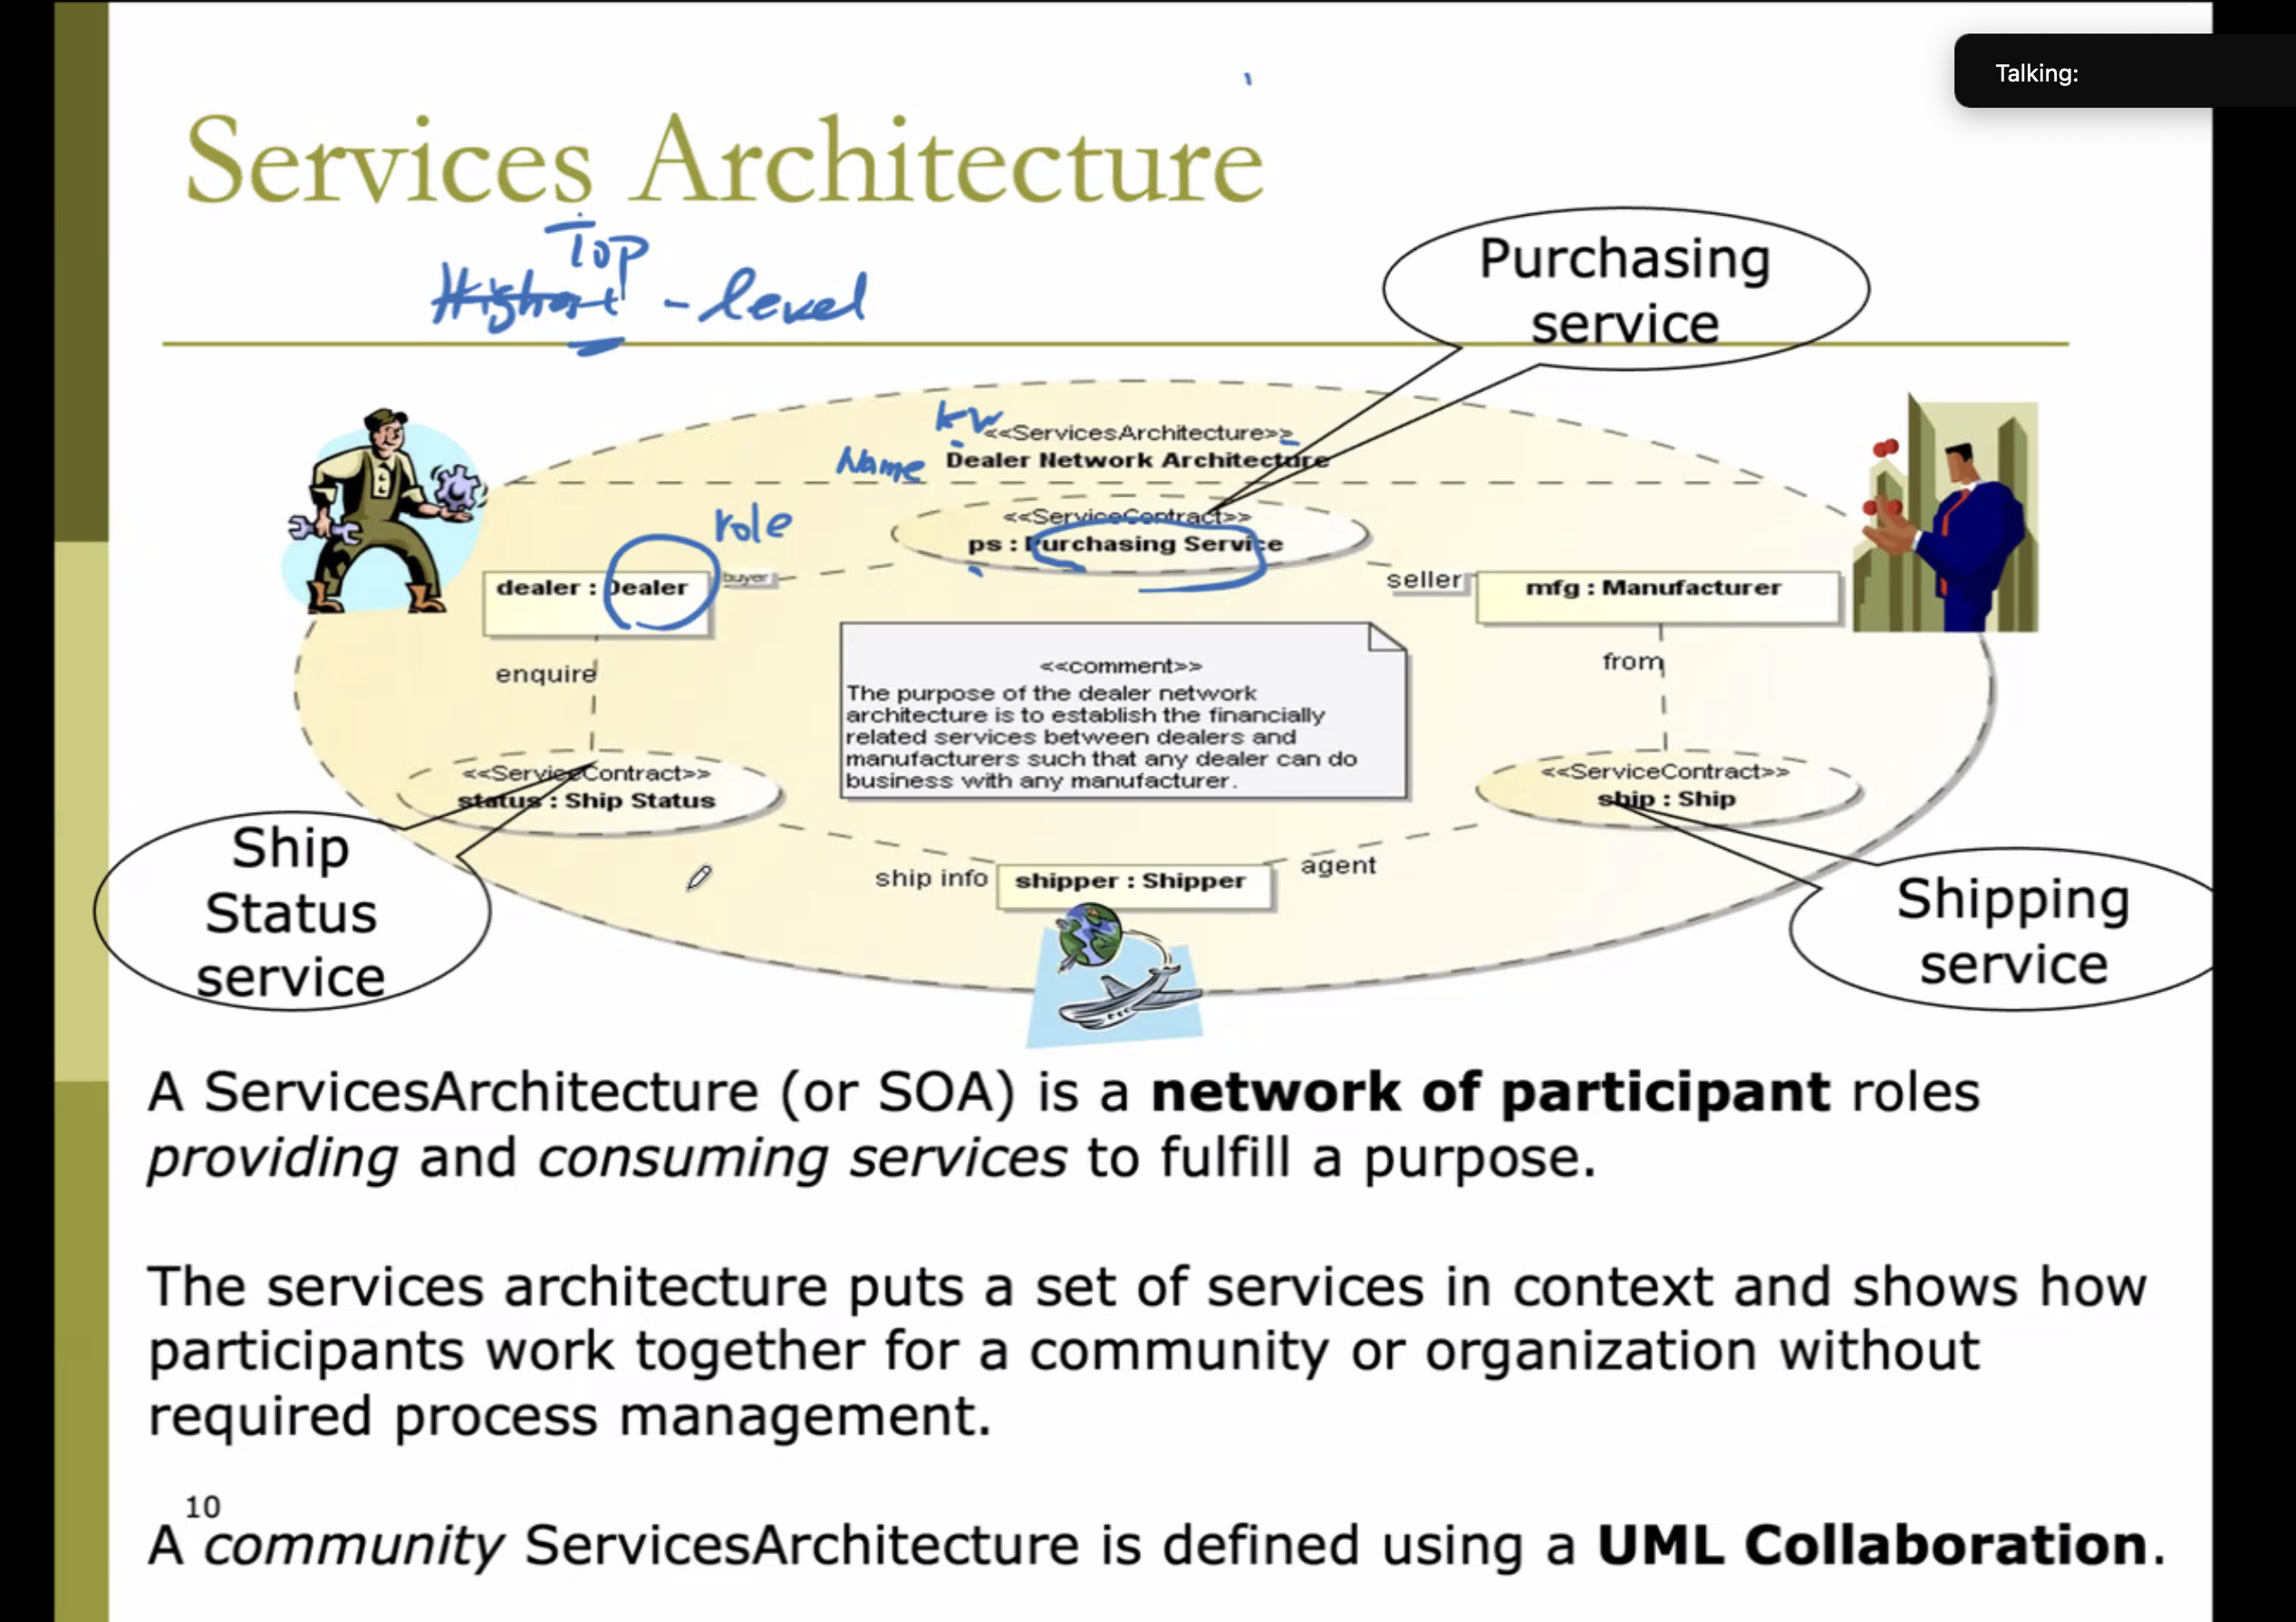 Talking:
Services Architecture
Top
Highest - level
Purchasing
service
KW
<<ServicesArchitecture>>
Name
Dealer Network Architecture
<<ServiceContract>>
ps : Purchasing Service
role
dealer : Dealer
buyer
seller
mfg : Manufacturer
enquire
from
<<comment>>
The purpose of the dealer network
architecture is to establish the financially
related services between dealers and
manufacturers such that any dealer can do
business with any manufacturer.
<<ServiceContract>>
status : Ship Status
<<ServiceContract>>
ship : Ship
Ship
Status
service
ship info
shipper : Shipper
agent
Shipping
service
A ServicesArchitecture (or SOA) is a network of participant roles
providing and consuming services to fulfill a purpose.
The services architecture puts a set of services in context and shows how
participants work together for a community or organization without
required process management.
10
A community ServicesArchitecture is defined using a UML Collaboration.